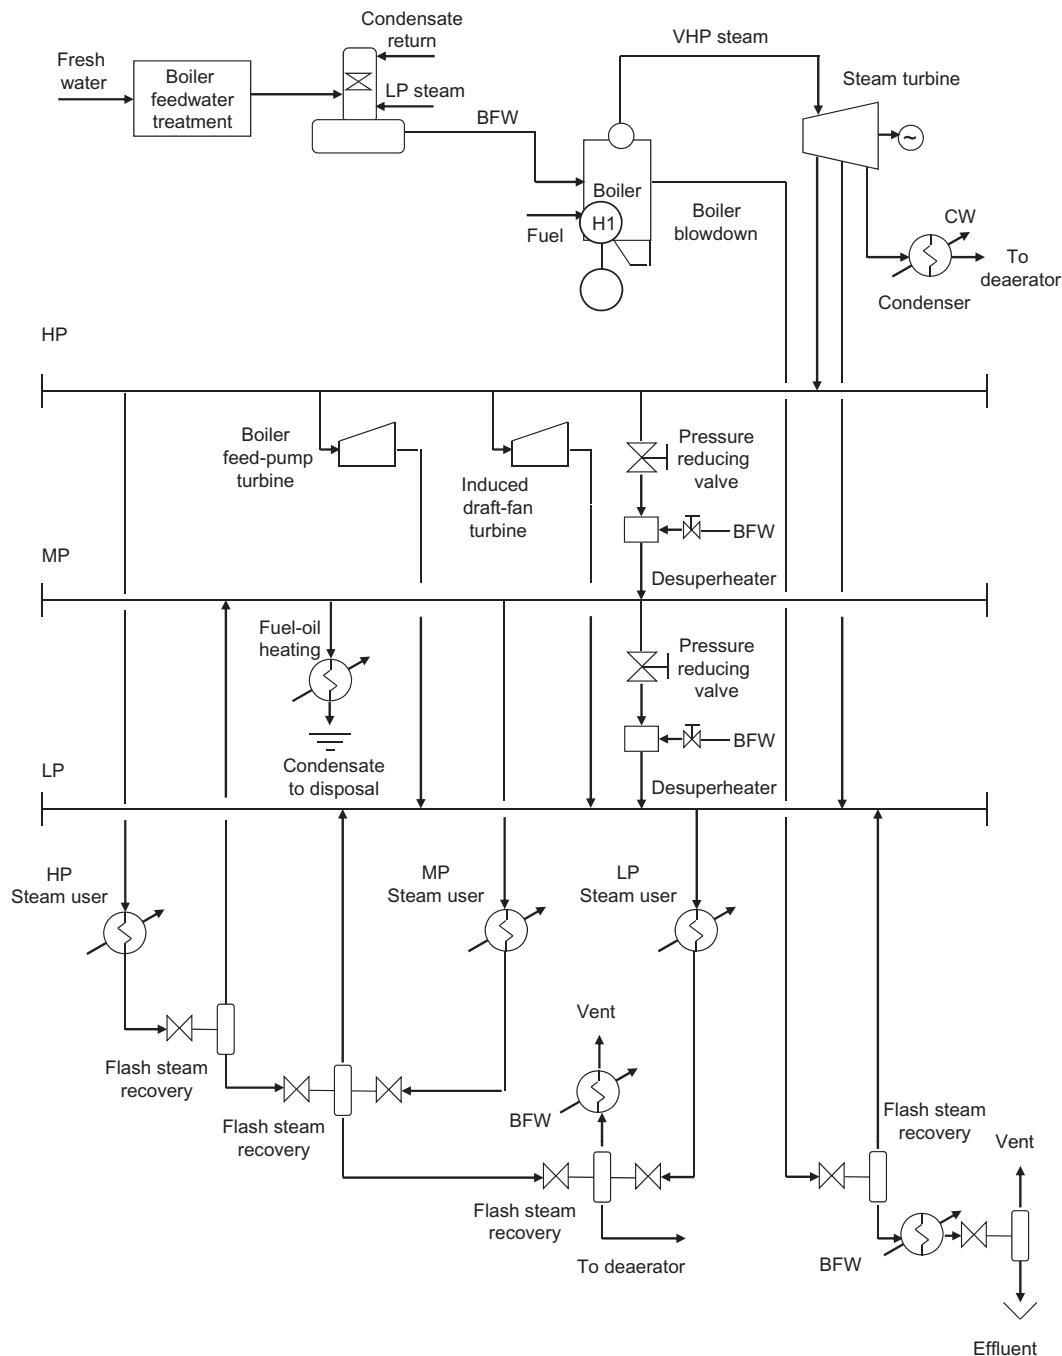 Condensate
return
VHP steam
Fresh
water
Boiler
feedwater
treatment
LP steam
BFW
Steam turbine
~
Boiler
H1
Fuel
Boiler
blowdown
CW
To
deaerator
Condenser
HP
Boiler
feed-pump
turbine
Induced
draft-fan
turbine
Pressure
reducing
valve
BFW
Desuperheater
MP
Fuel-oil
heating
Pressure
reducing
valve
BFW
Desuperheater
Condensate
to disposal
LP
HP
Steam user
MP
Steam user
LP
Steam user
Flash steam
recovery
Flash steam
recovery
Vent
BFW
Flash steam
recovery
To deaerator
Flash steam
recovery
Vent
BFW
Effluent